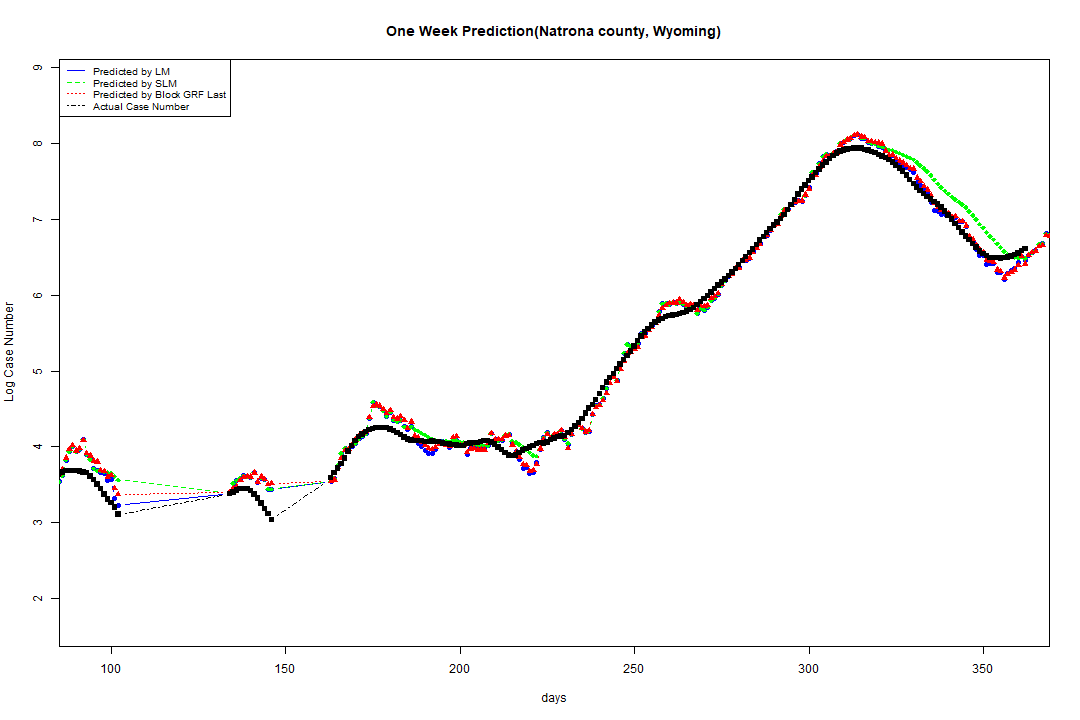 One Week Prediction(Natrona county, Wyoming)
Predicted by LM
Predicted by SLM
Predicted by Block GRF Last
Actual Case Number
9
8
7
6
5
4
3
2
Log Case Number
100 150 200 250 300 350
days